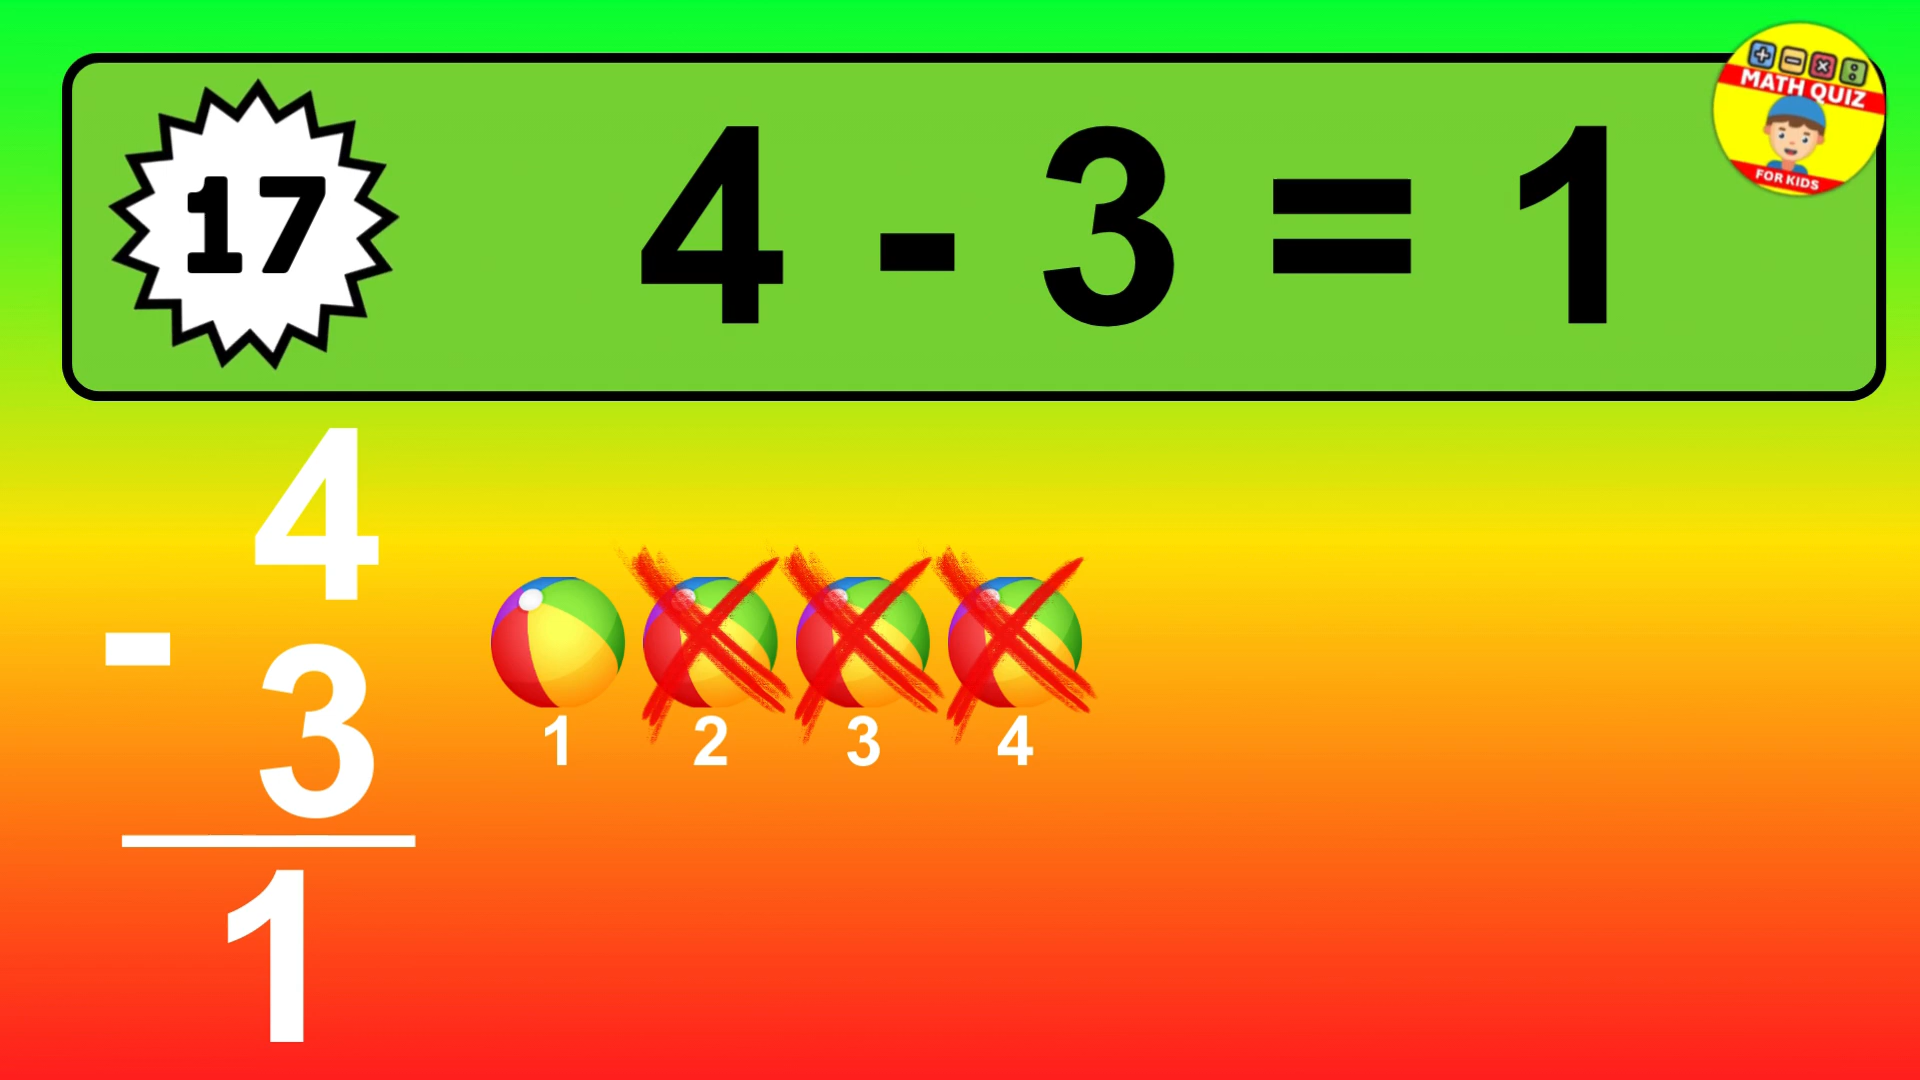 17
4 - 3 = 1
+ - × :
MATH QUIZ
FOR KIDS
4
- 3
1
1 2 3 4